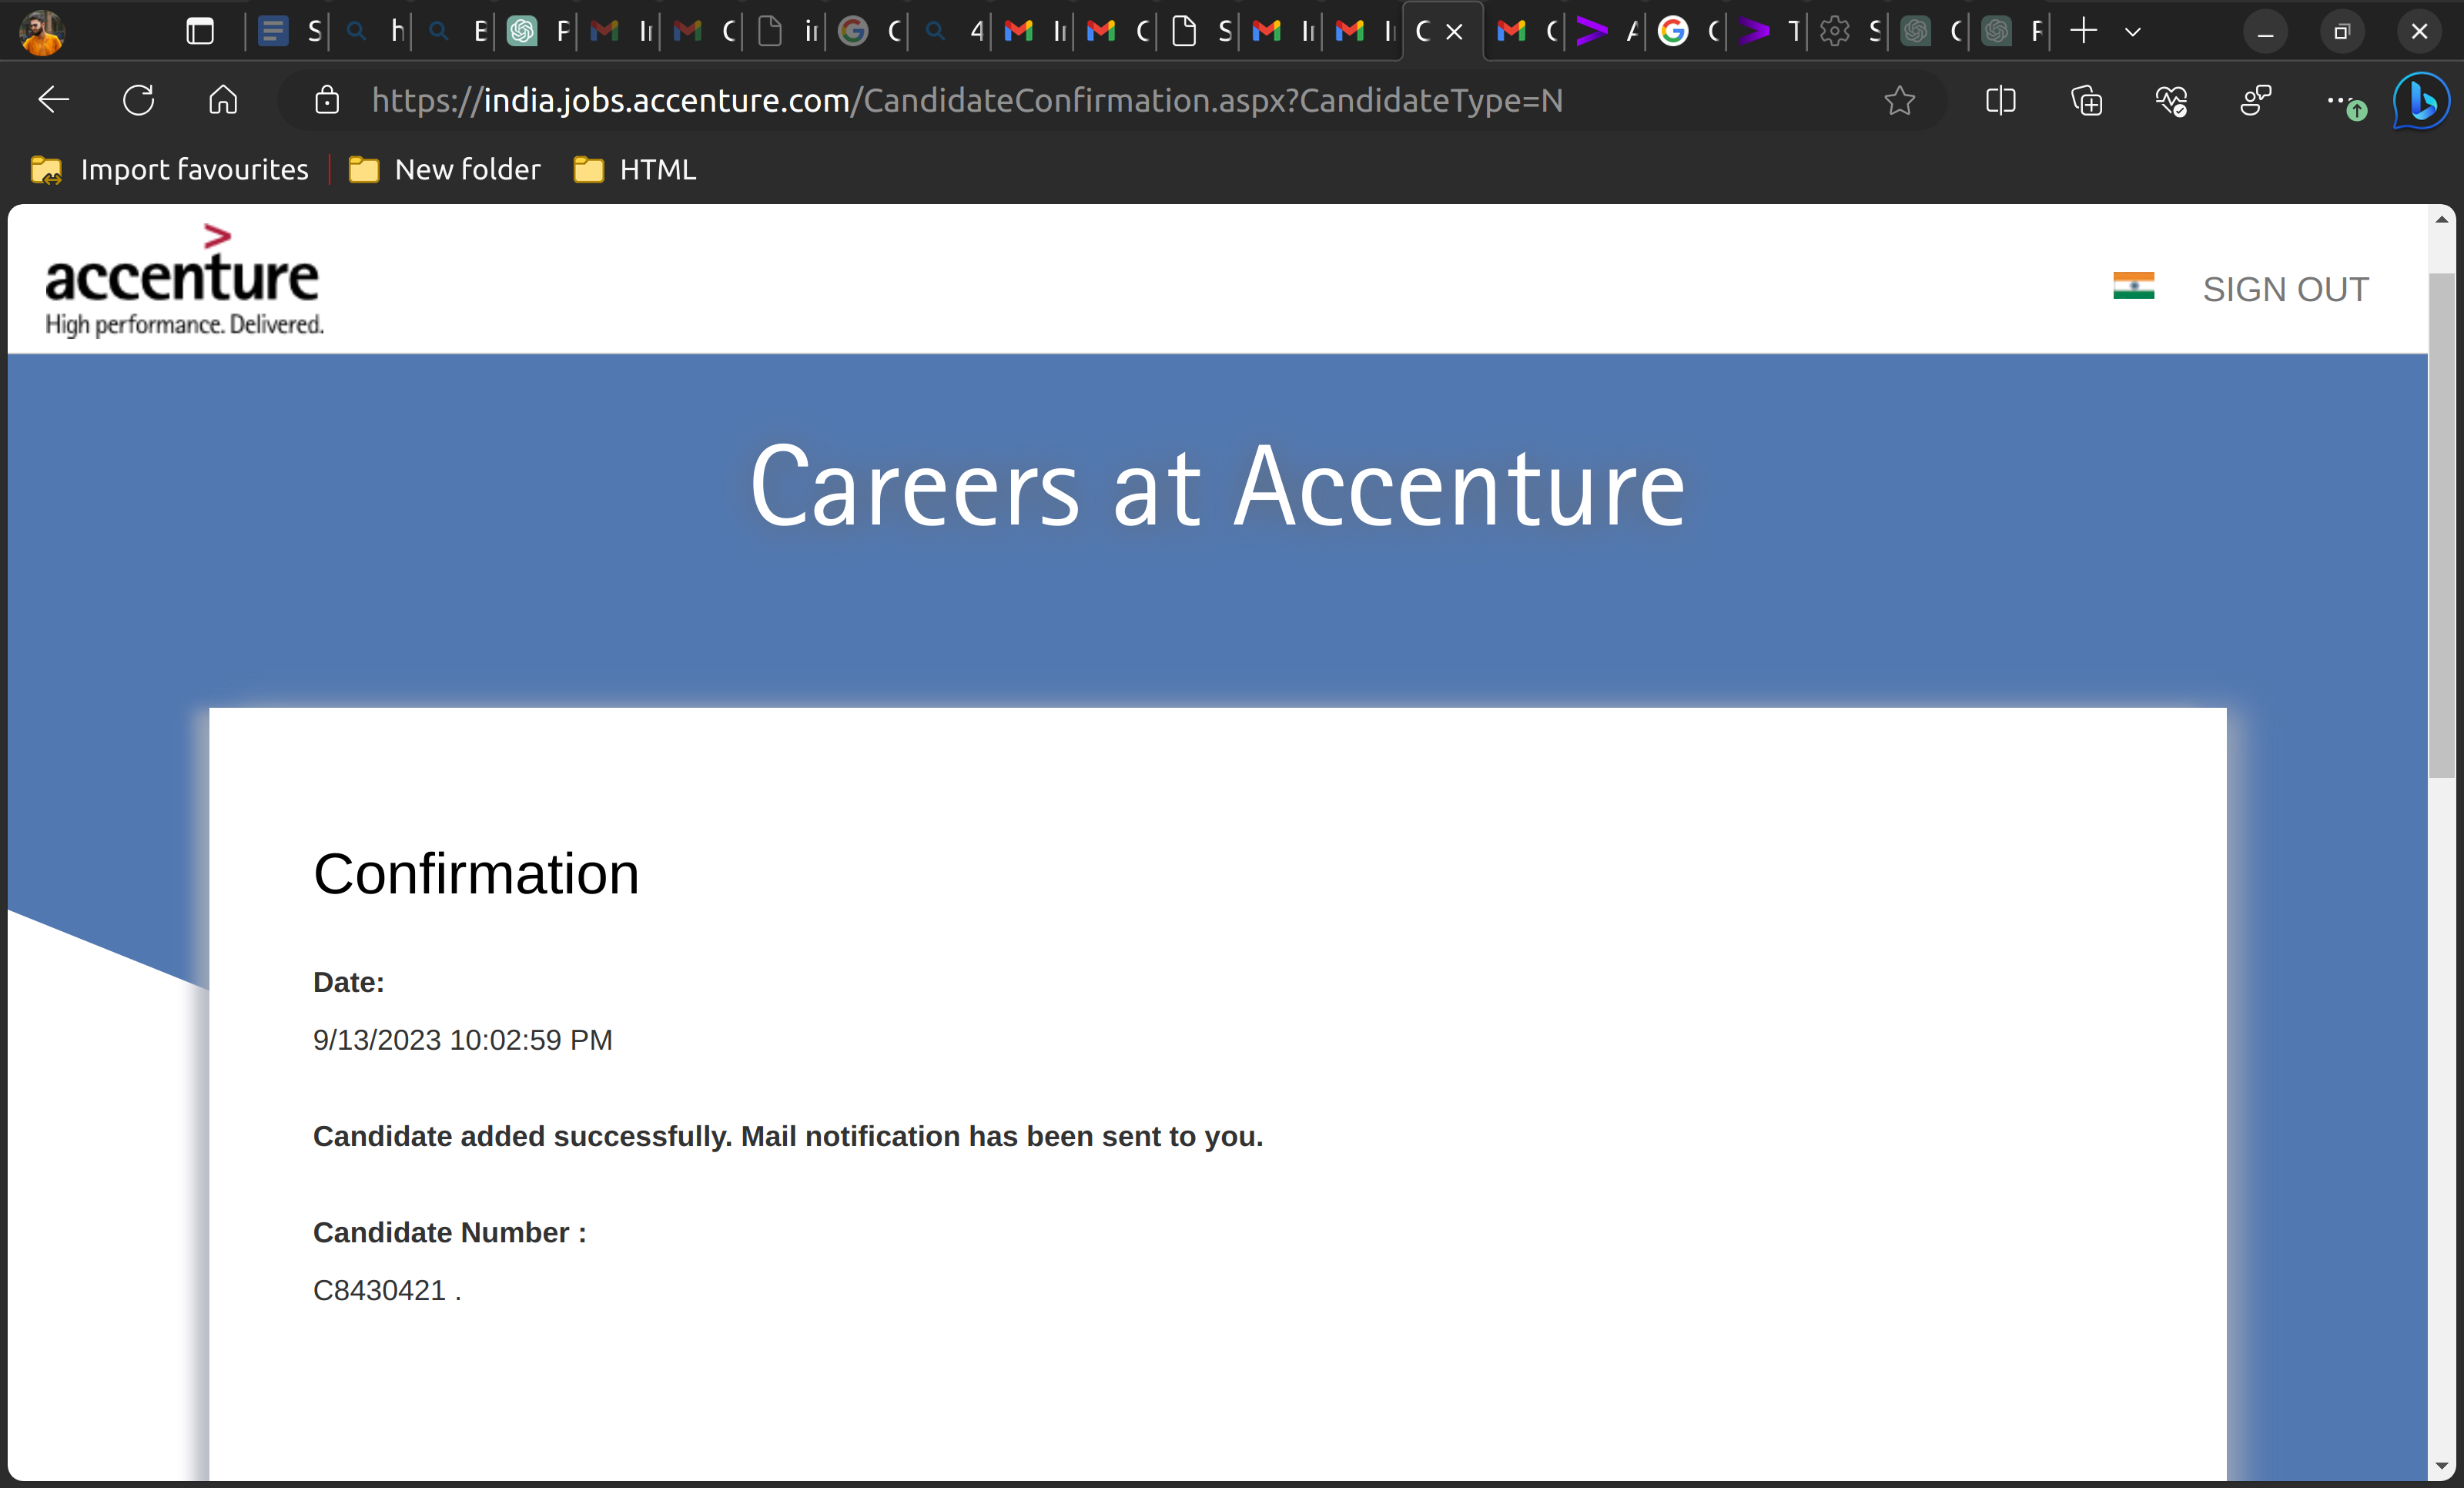 S h B P I C i C 4 I C S I I C C A C T S C F
https://india.jobs.accenture.com/CandidateConfirmation.aspx?CandidateType=N
Import favourites New folder HTML
accenture
High performance. Delivered.
SIGN OUT
Careers at Accenture
Confirmation
Date:
9/13/2023 10:02:59 PM
Candidate added successfully. Mail notification has been sent to you.
Candidate Number :
C8430421 .